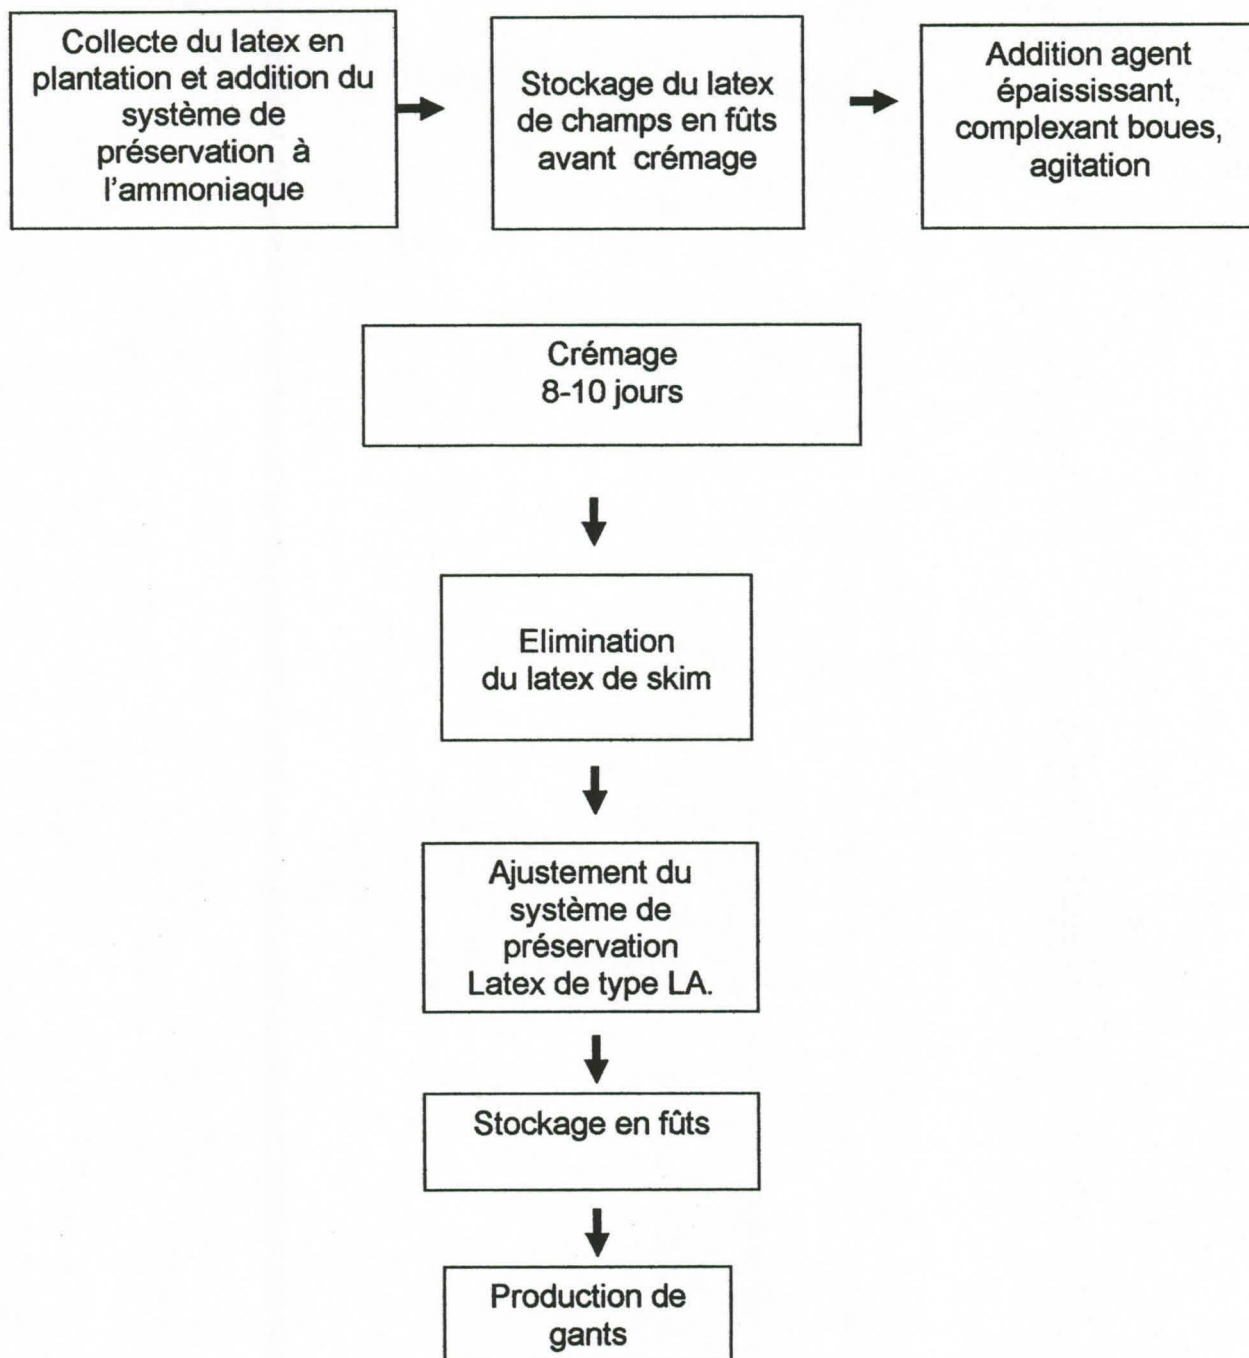 Collecte du latex en
plantation et addition du
système de
préservation à
l'ammoniaque
Stockage du latex
de champs en fûts
avant crémage
Addition agent
épaississant,
complexant boues,
agitation
Crémage
8-10 jours
Elimination
du latex de skim
Ajustement du
système de
préservation
Latex de type LA.
Stockage en fûts
Production de
gants